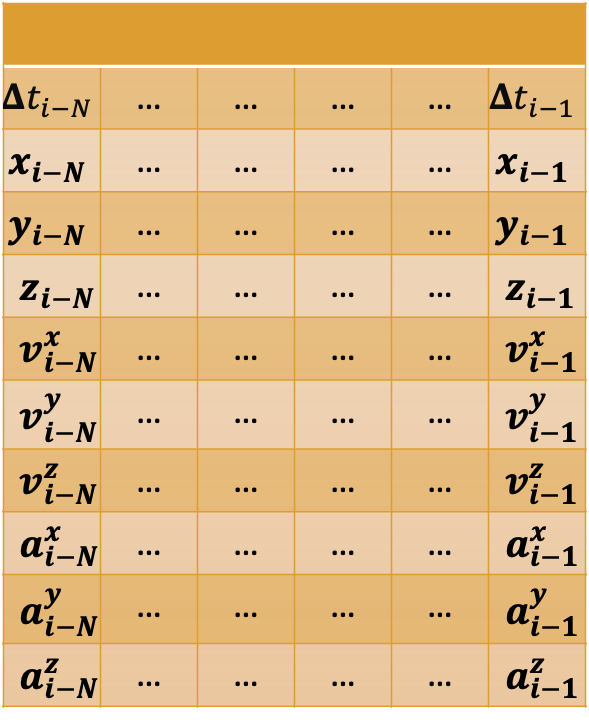 Δt_{i−N} ... ... ... ... Δt_{i−1}
x_{i−N} ... ... ... ... x_{i−1}
y_{i−N} ... ... ... ... y_{i−1}
z_{i−N} ... ... ... ... z_{i−1}
v^x_{i−N} ... ... ... ... v^x_{i−1}
v^y_{i−N} ... ... ... ... v^y_{i−1}
v^z_{i−N} ... ... ... ... v^z_{i−1}
a^x_{i−N} ... ... ... ... a^x_{i−1}
a^y_{i−N} ... ... ... ... a^y_{i−1}
a^z_{i−N} ... ... ... ... a^z_{i−1}